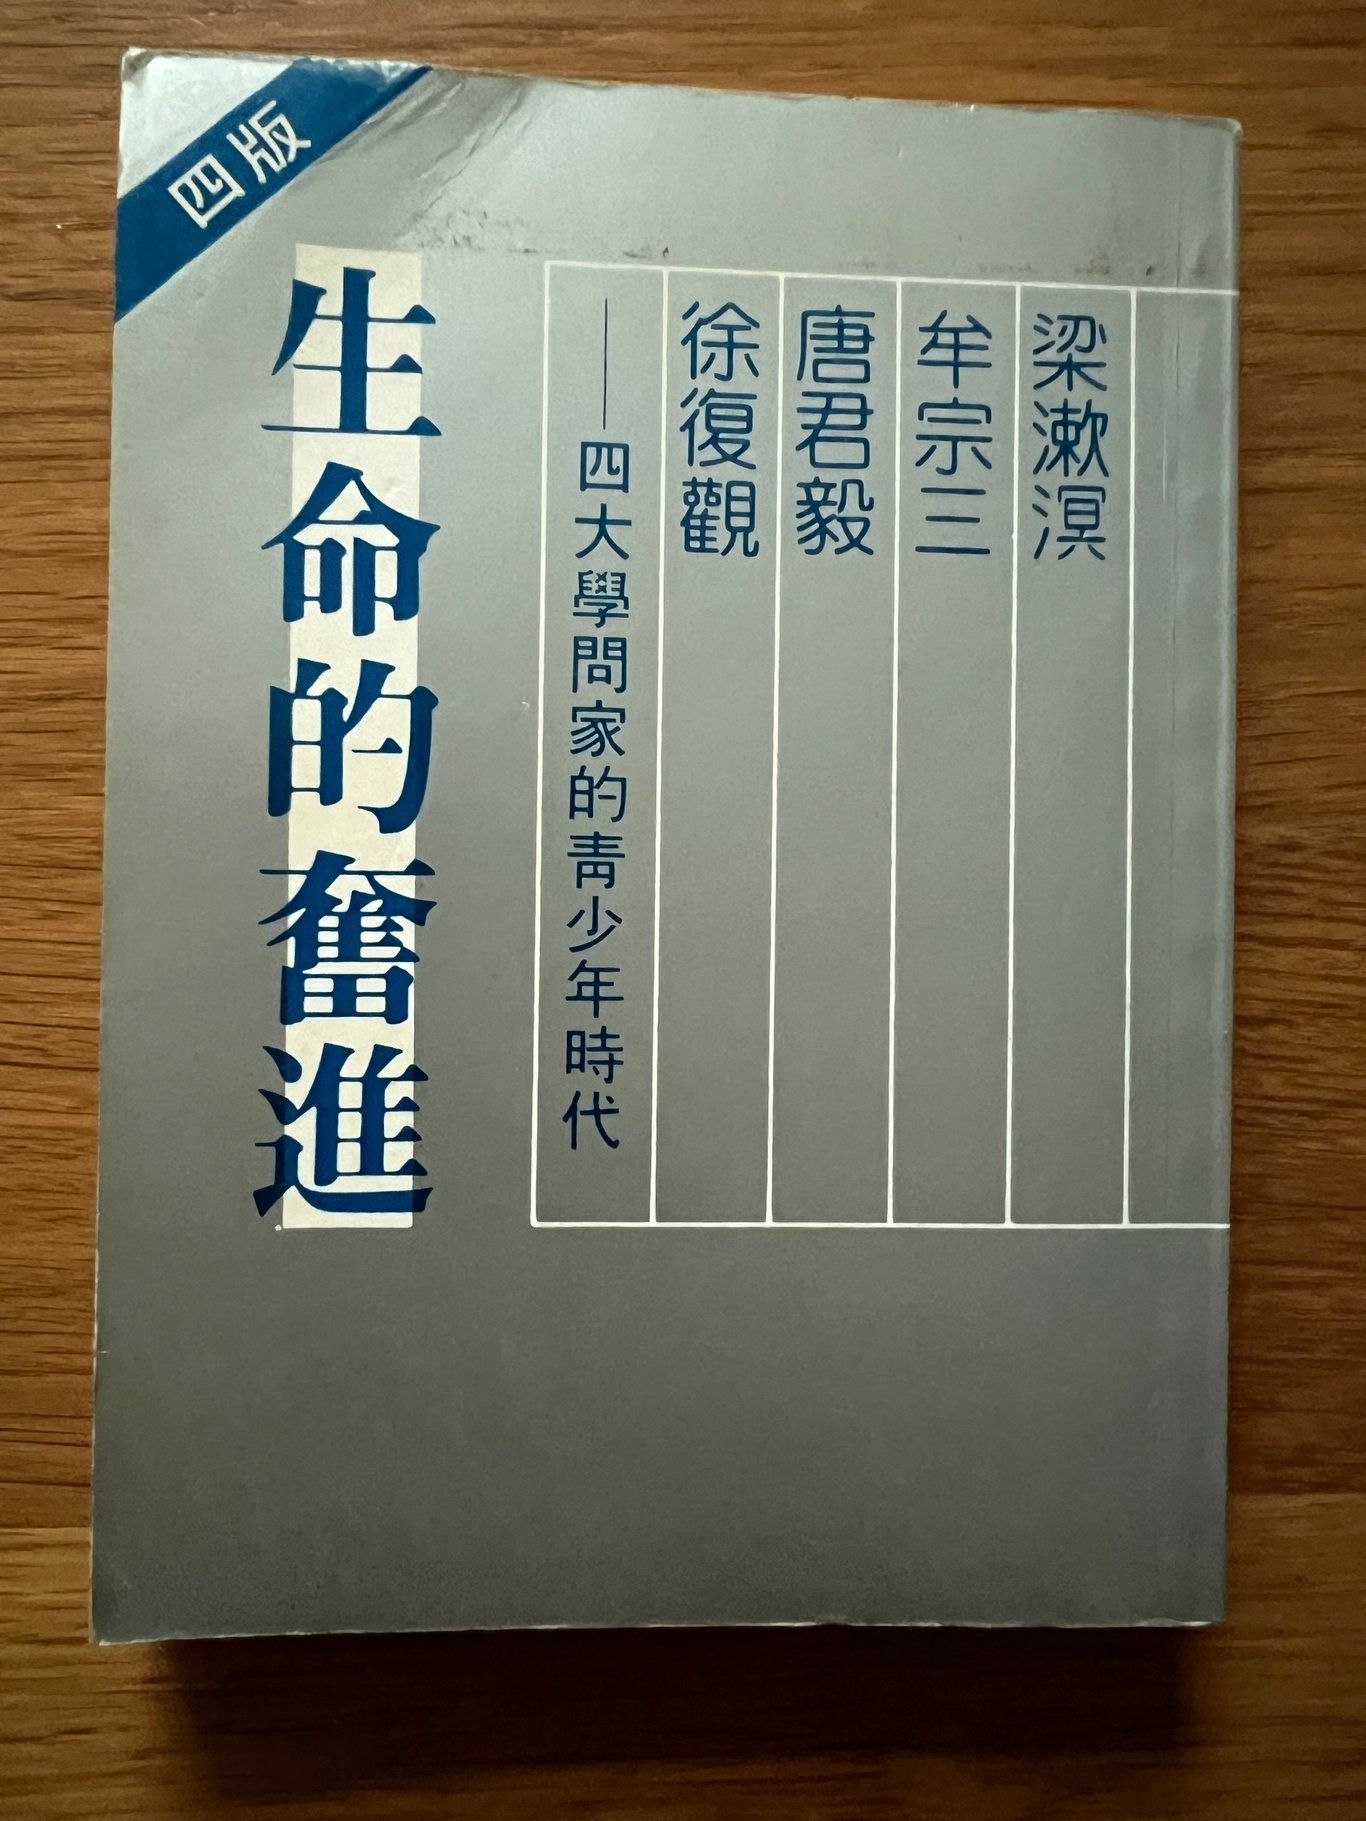 四版
梁漱溟
牟宗三
唐君毅
徐復觀
——四大學問家的青少年時代
生命的奮進